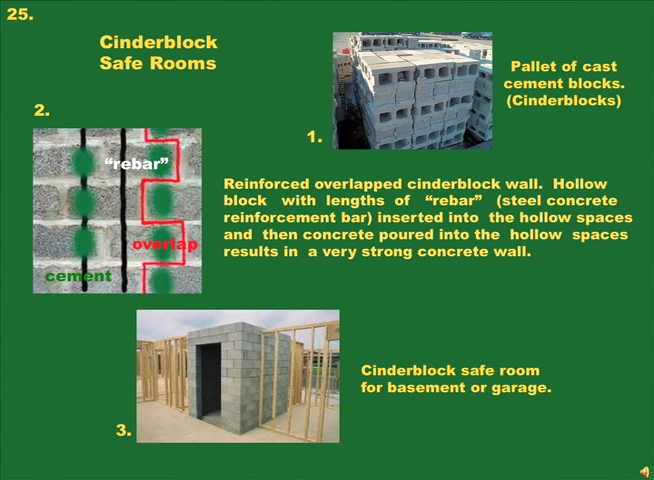 25.
Cinderblock
Safe Rooms
1.
Pallet of cast
cement blocks.
(Cinderblocks)
2.
“rebar”
overlap
cement
Reinforced overlapped cinderblock wall. Hollow
block with lengths of “rebar” (steel concrete
reinforcement bar) inserted into the hollow spaces
and then concrete poured into the hollow spaces
results in a very strong concrete wall.
3.
Cinderblock safe room
for basement or garage.